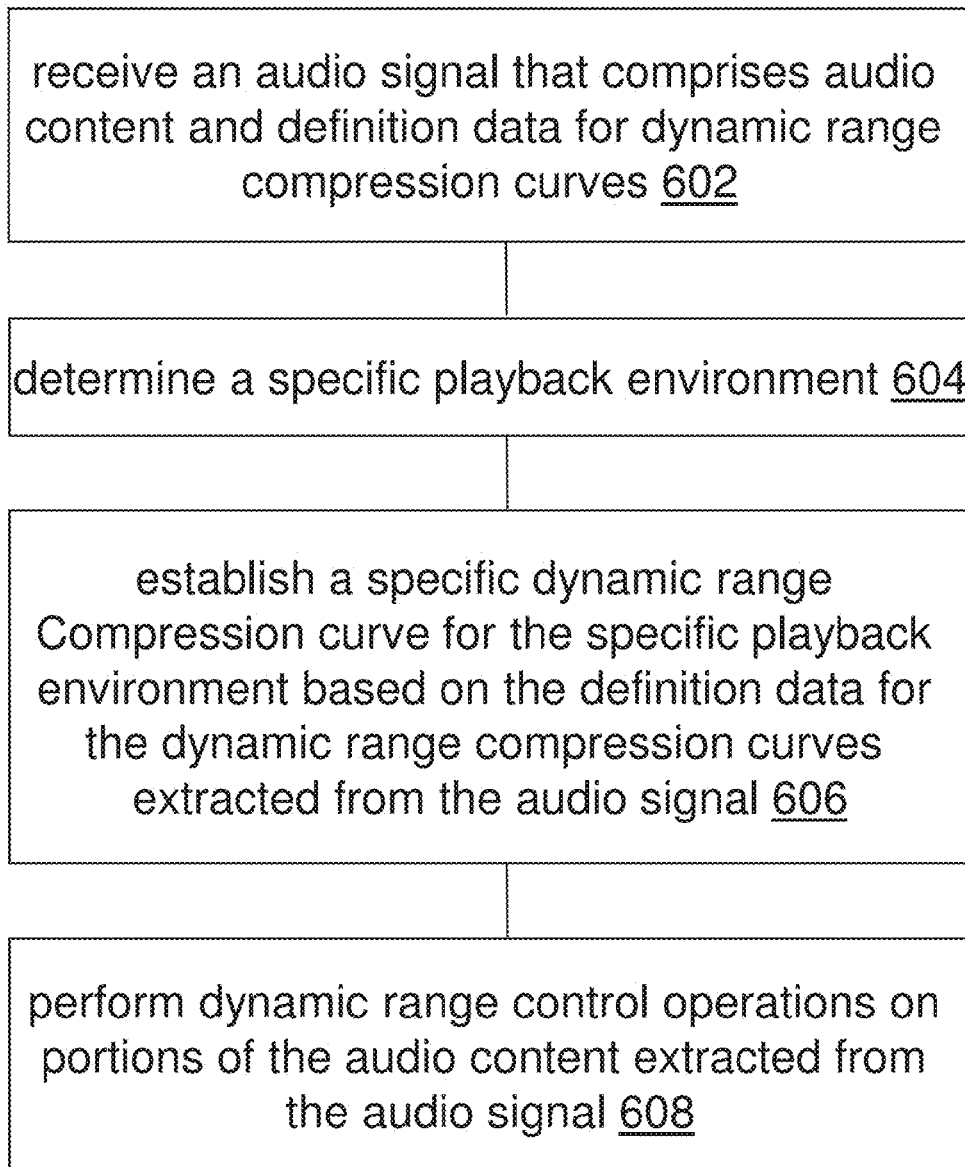 receive an audio signal that comprises audio
content and definition data for dynamic range
compression curves 602
determine a specific playback environment 604
establish a specific dynamic range
Compression curve for the specific playback
environment based on the definition data for
the dynamic range compression curves
extracted from the audio signal 606
perform dynamic range control operations on
portions of the audio content extracted from
the audio signal 608